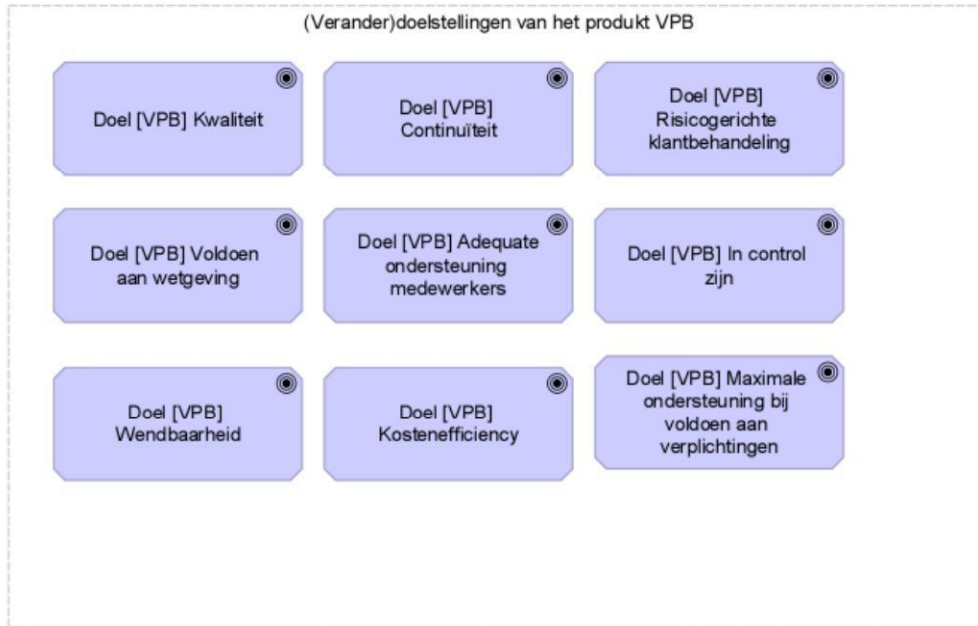 (Verander)doelstellingen van het produkt VPB
Doel [VPB] Kwaliteit
Doel [VPB]
Continuïteit
Doel [VPB]
Risicogerichte
klantbehandeling
Doel [VPB] Voldoen
aan wetgeving
Doel [VPB] Adequate
ondersteuning
medewerkers
Doel [VPB] In control
zijn
Doel [VPB]
Wendbaarheid
Doel [VPB]
Kostenefficiency
Doel [VPB] Maximale
ondersteuning bij
voldoen aan
verplichtingen